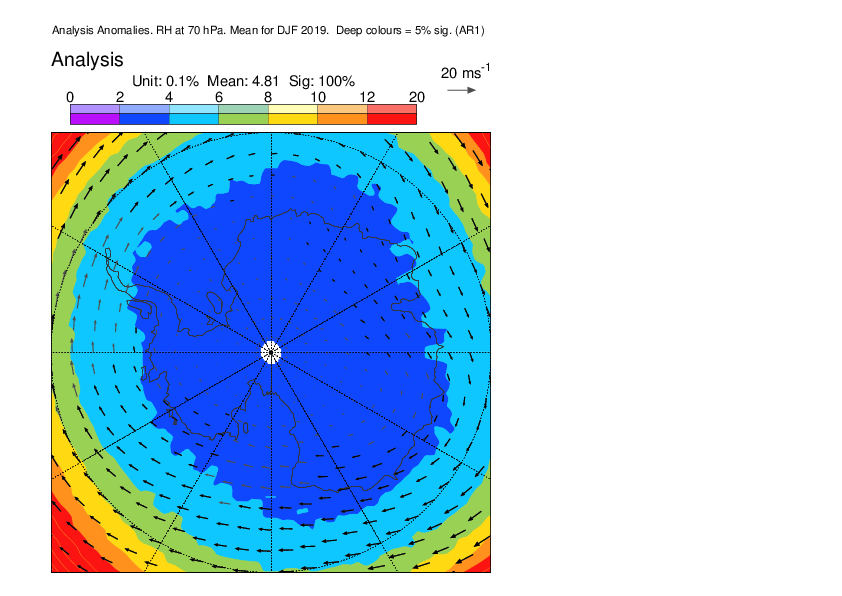 Analysis Anomalies. RH at 70 hPa. Mean for DJF 2019.  Deep colours = 5% sig. (AR1)
Analysis
20 ms-1
Unit: 0.1%  Mean: 4.81  Sig: 100%
0 2 4 6 8 10 12 20